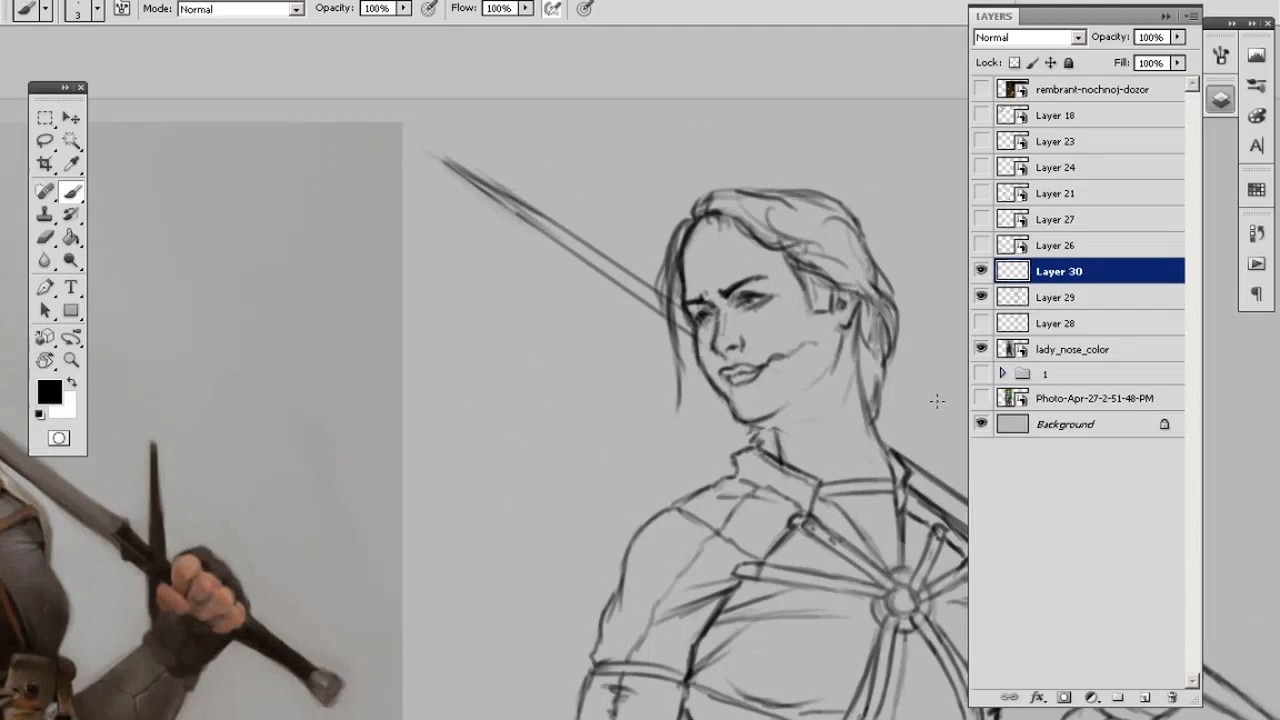 3 Mode: Normal Opacity: 100% Flow: 100%
LAYERS
Normal Opacity: 100%
Lock: Fill: 100%
rembrant-nochnoj-dozor
Layer 18
Layer 23
Layer 24
Layer 21
Layer 27
Layer 26
Layer 30
Layer 29
Layer 28
lady_nose_color
1
Photo-Apr-27-2-51-48-PM
Background